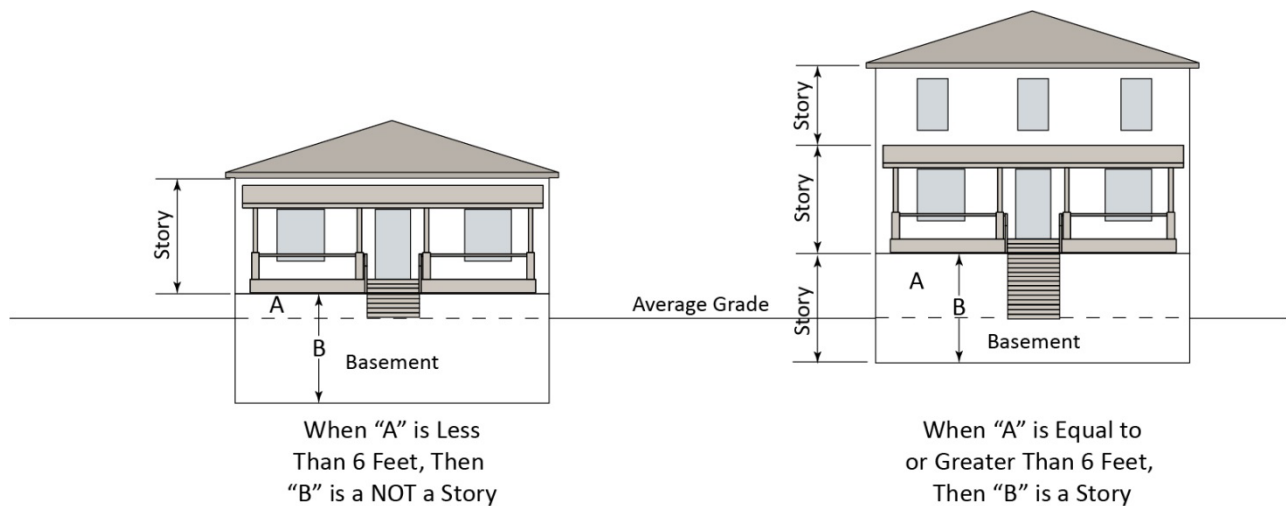 Story
A
B
Basement
When “A” is Less
Than 6 Feet, Then
“B” is a NOT a Story
Average Grade
Story
Story
Story
A
B
Basement
When “A” is Equal to
or Greater Than 6 Feet,
Then “B” is a Story